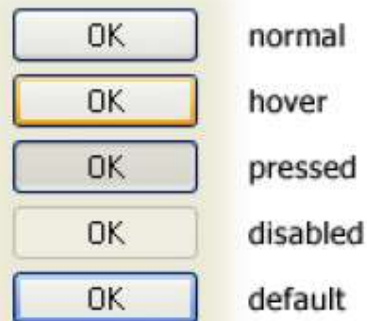 OK normal
OK hover
OK pressed
OK disabled
OK default